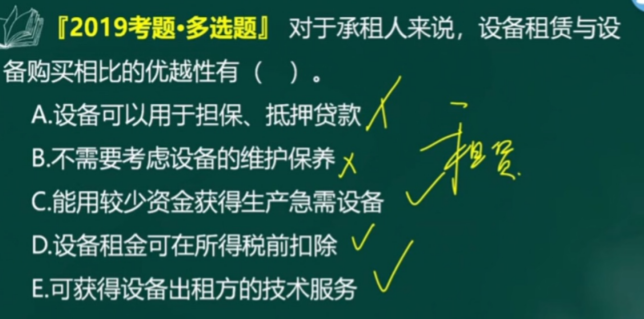 『2019考题·多选题』 对于承租人来说，设备租赁与设
备购买相比的优越性有（　）。
A.设备可以用于担保、抵押贷款
B.不需要考虑设备的维护保养
C.能用较少资金获得生产急需设备
D.设备租金可在所得税前扣除
E.可获得设备出租方的技术服务
租赁